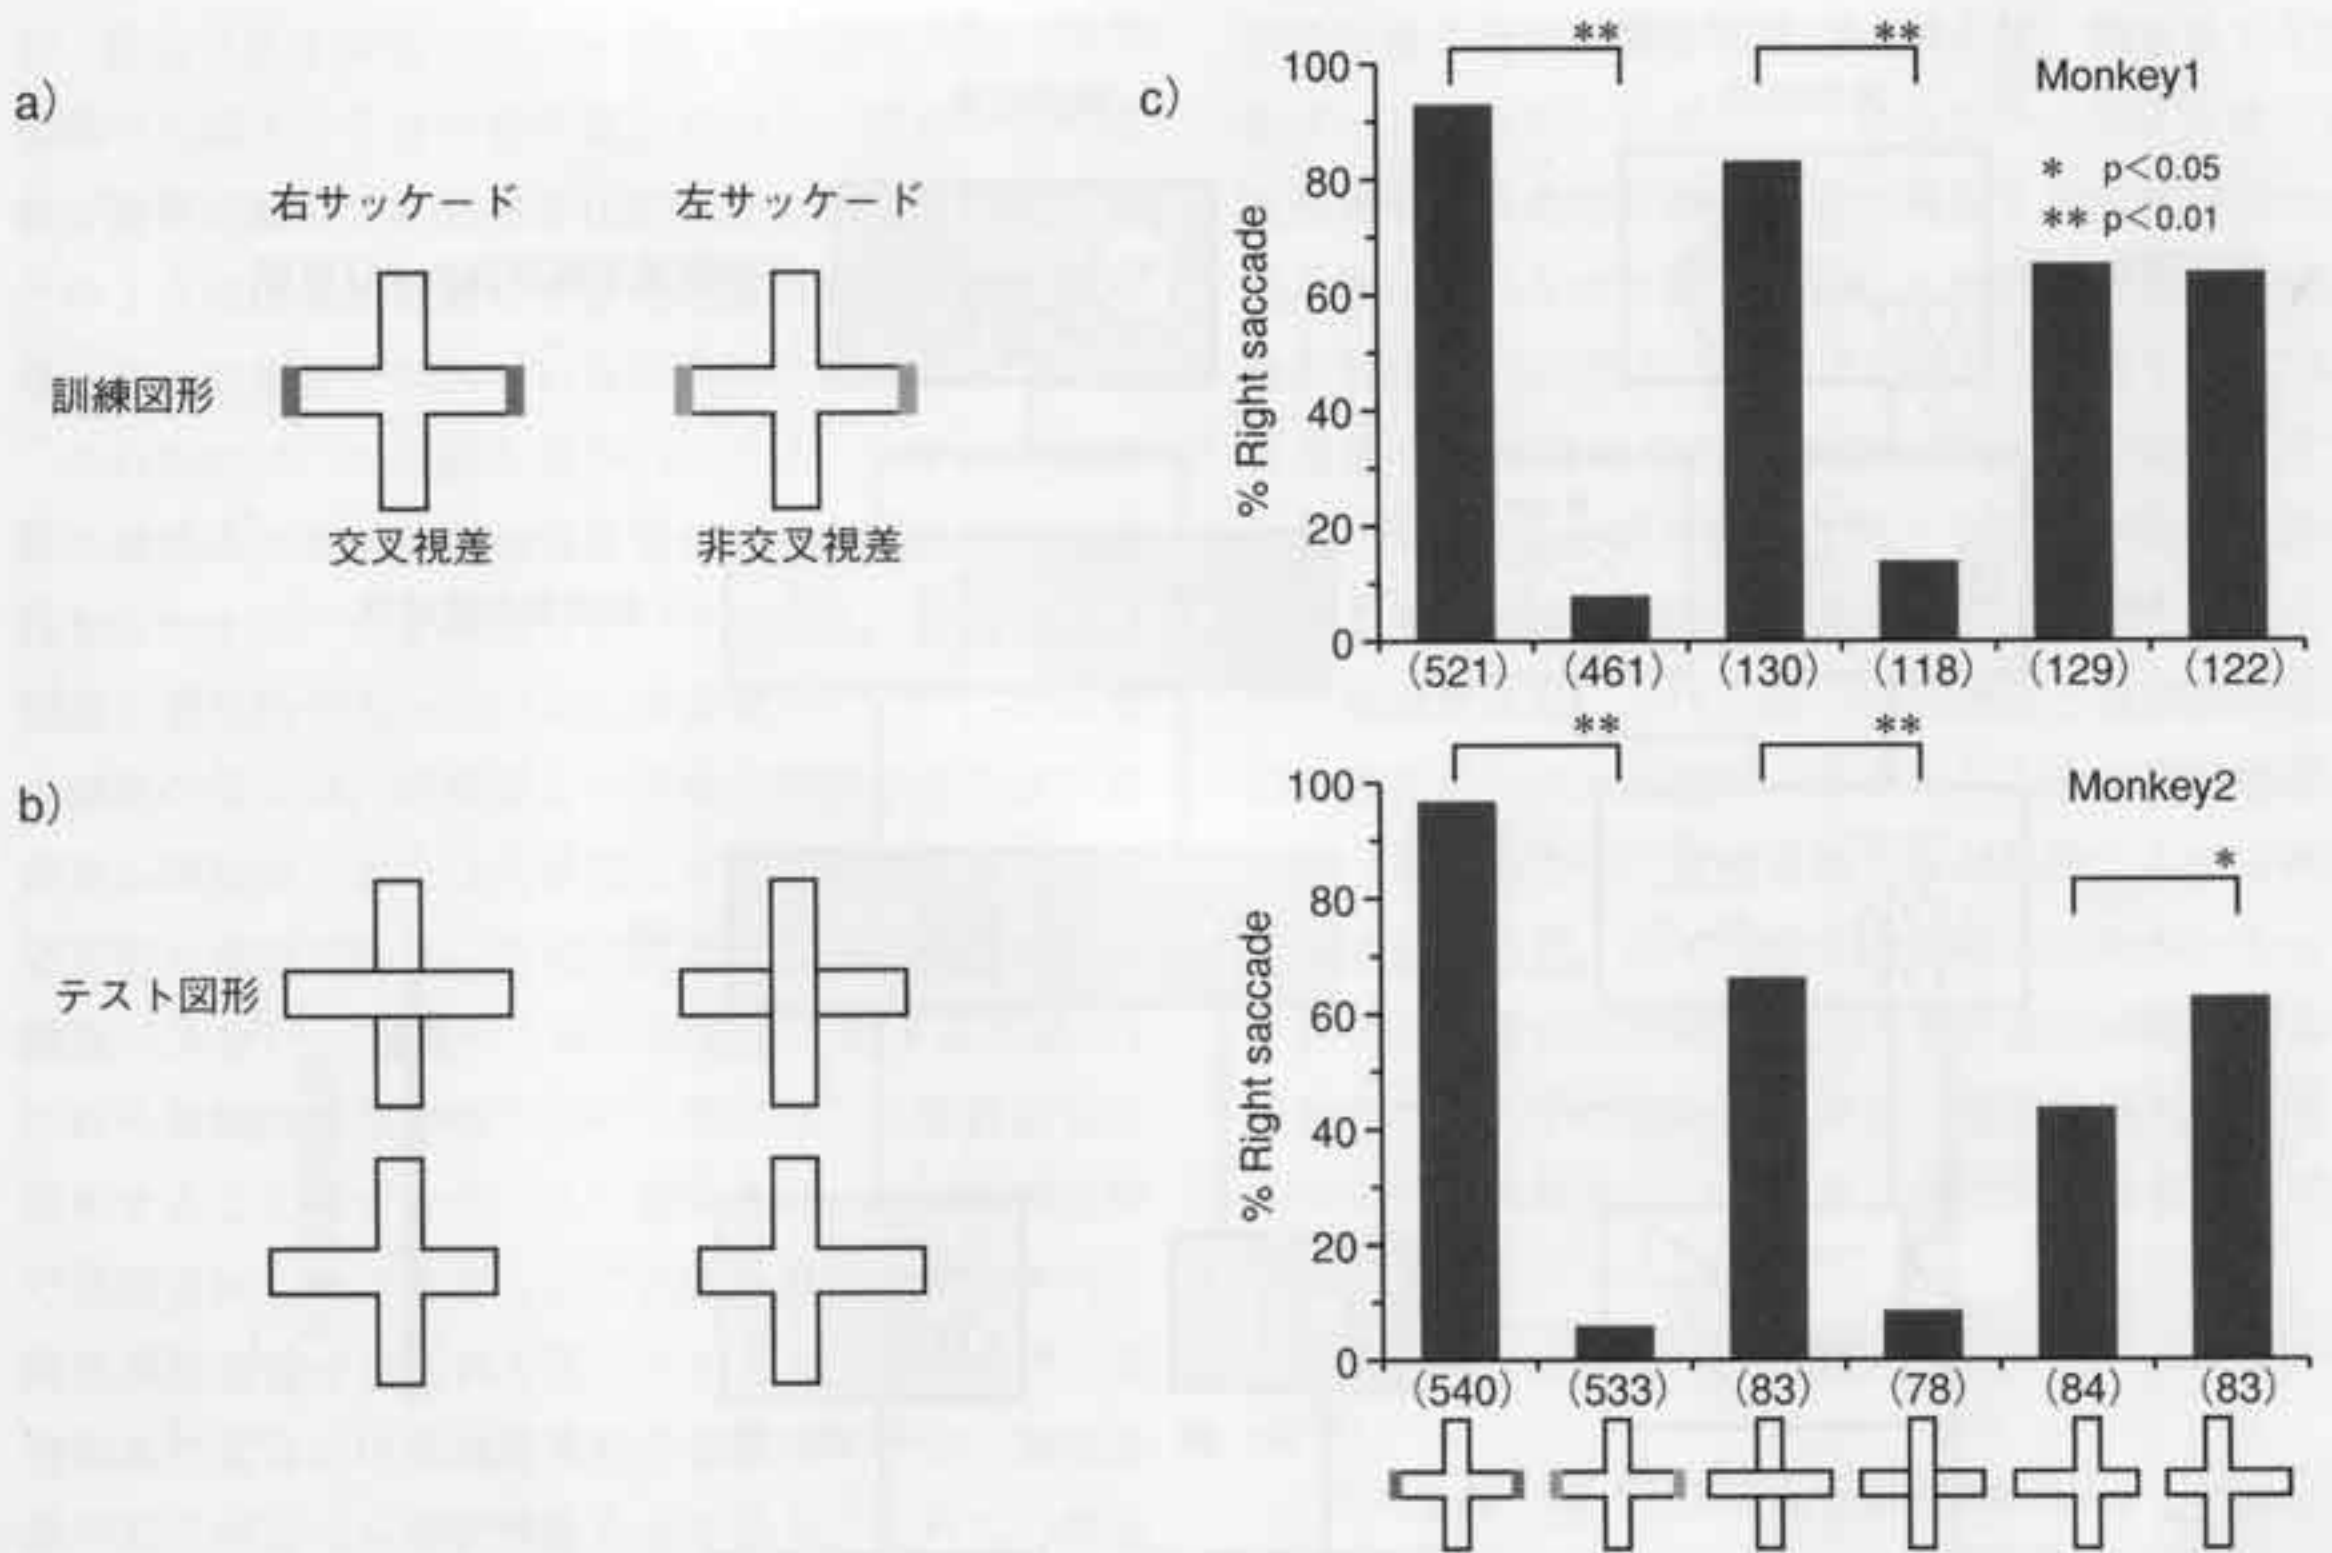 a)
右サッケード 左サッケード
訓練図形
交叉視差 非交叉視差
b)
テスト図形
c)
** **
Monkey1
* p<0.05
** p<0.01
% Right saccade
100
80
60
40
20
0
(521) (461) (130) (118) (129) (122)
** **
Monkey2
*
% Right saccade
100
80
60
40
20
0
(540) (533) (83) (78) (84) (83)